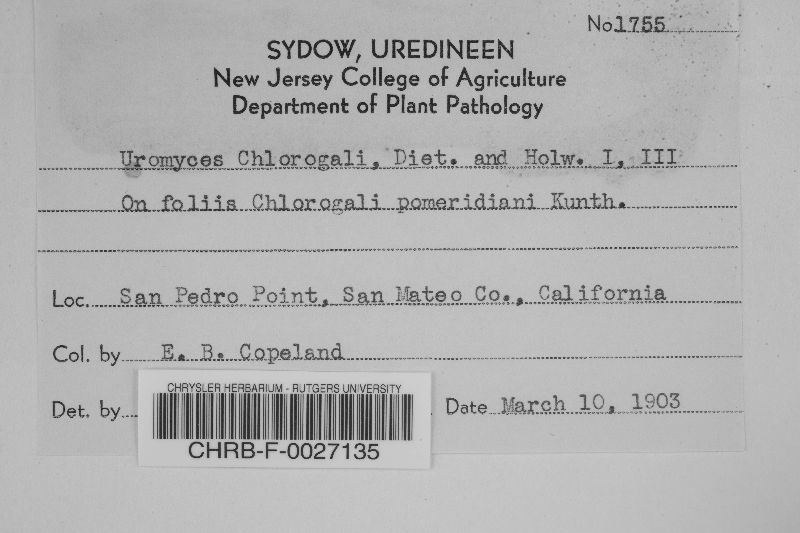 No. 1755
SYDOW, UREDINEEN
New Jersey College of Agriculture
Department of Plant Pathology
Uromyces Chlorogali, Diet. and Holw. I, III
On foliis Chlorogali pomeridiani Kunth.
Loc. San Pedro Point, San Mateo Co., California
Col. by E. B. Copeland
Det. by Date March 10, 1903
CHRYSLER HERBARIUM - RUTGERS UNIVERSITY
CHRB-F-0027135